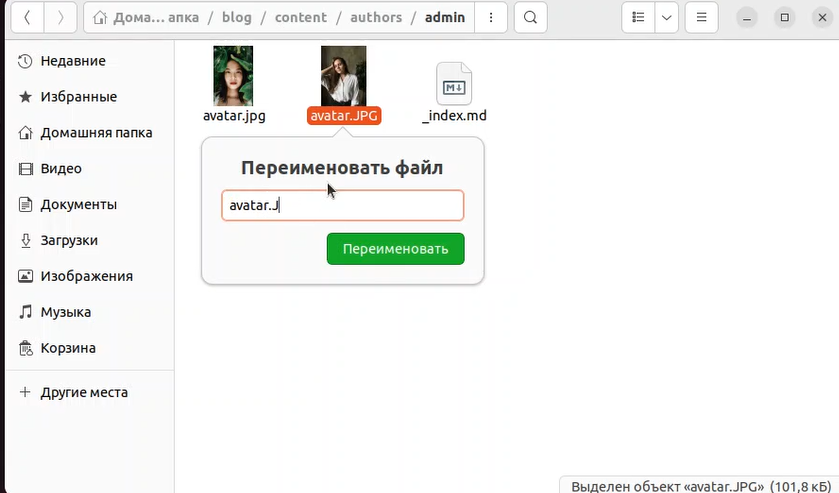 Дома... апка / blog / content / authors / admin
Недавние
Избранные
Домашняя папка
Видео
Документы
Загрузки
Изображения
Музыка
Корзина
Другие места
avatar.jpg
avatar.JPG
_index.md
M
Переименовать файл
avatar.J
Переименовать
Выделен объект «avatar.JPG» (101,8 кБ)